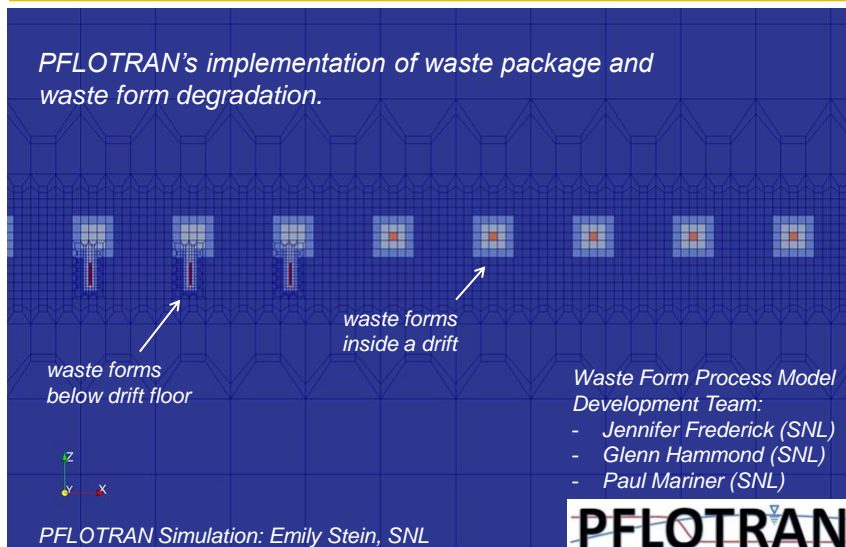 PFLOTRAN’s implementation of waste package and
waste form degradation.
waste forms
inside a drift
waste forms
below drift floor
Waste Form Process Model
Development Team:
- Jennifer Frederick (SNL)
- Glenn Hammond (SNL)
- Paul Mariner (SNL)
Z
Y X
PFLOTRAN Simulation: Emily Stein, SNL
PFLOTRAN